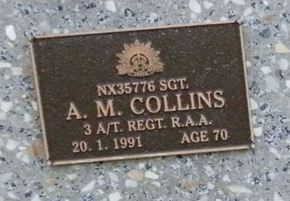 NX35776 SGT.
A. M. COLLINS
3 A/T. REGT. R.A.A.
20. 1. 1991 AGE 70